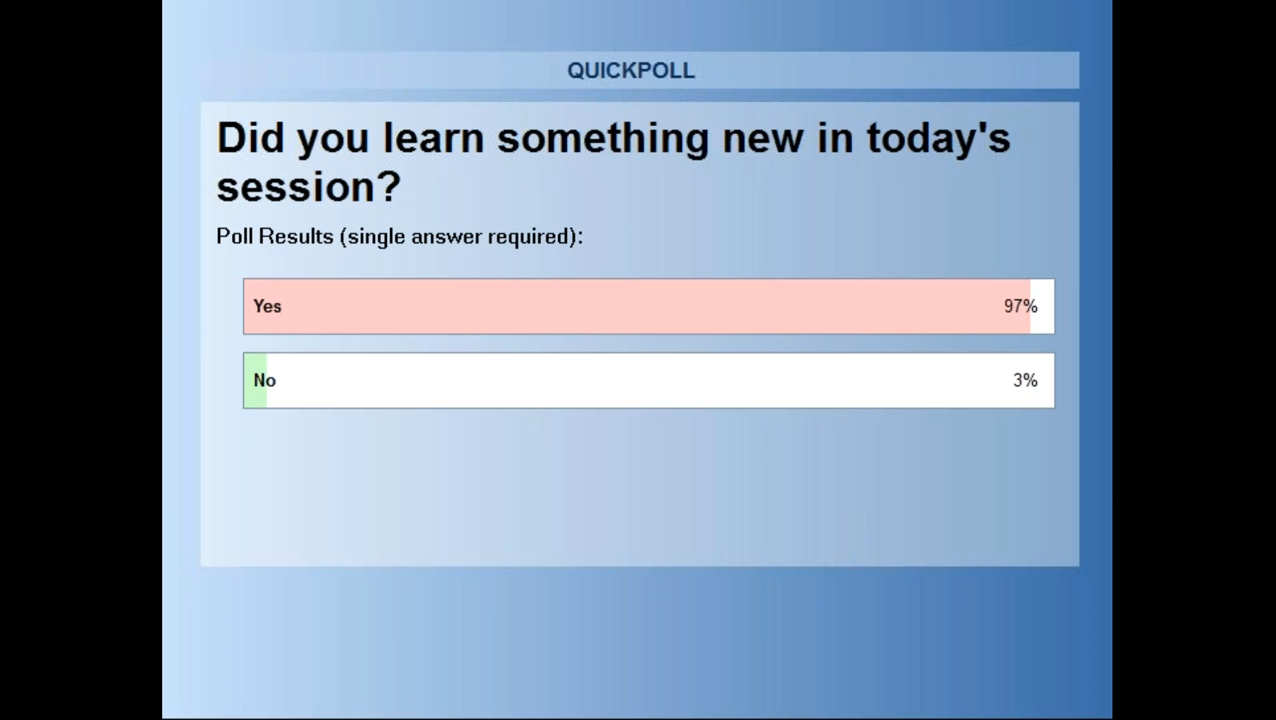 QUICKPOLL
Did you learn something new in today's
session?
Poll Results (single answer required):
Yes 97%
No 3%